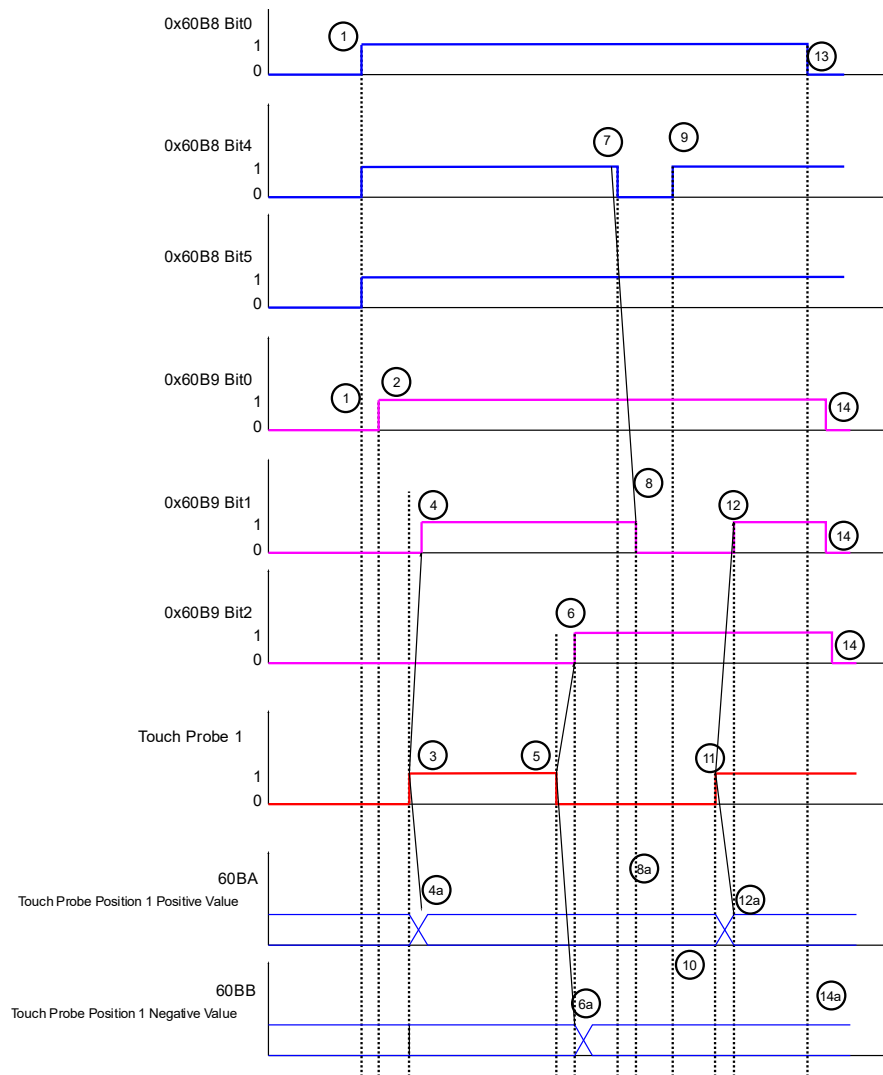 0x60B8 Bit0
1
1
0
13
0x60B8 Bit4
7
9
1
0
0x60B8 Bit5
1
0
0x60B9 Bit0
2
1
1
14
0
0x60B9 Bit1
4
8
12
1
0
14
0x60B9 Bit2
6
1
0
14
Touch Probe 1
3
5
11
1
0
60BA
8a
Touch Probe Position 1 Positive Value
4a
12a
60BB
10
Touch Probe Position 1 Negative Value
6a
14a